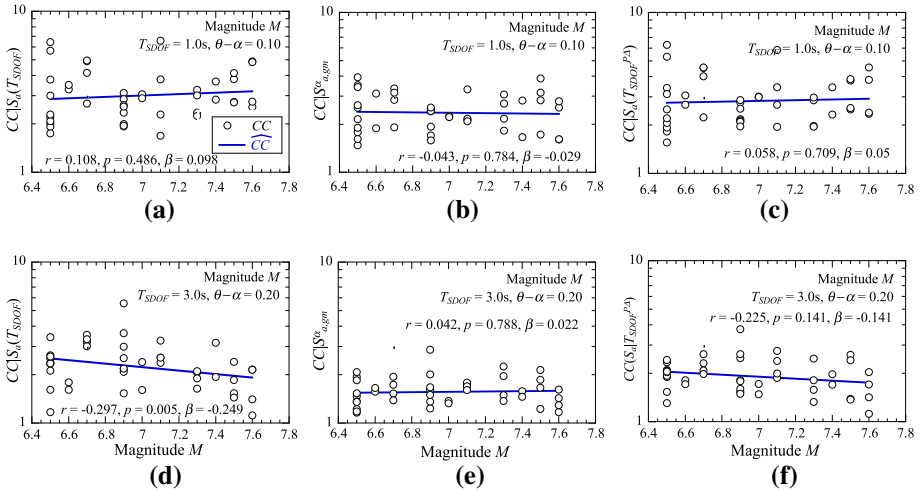 10
CC|S_a(T_SDOF)
1
Magnitude M
T_SDOF = 1.0s, θ−α = 0.10
CC
CC
r = 0.108, p = 0.486, β = 0.098
6.4 6.6 6.8 7 7.2 7.4 7.6 7.8
(a)
10
CC|S^α_a,gm
1
Magnitude M
T_SDOF = 1.0s, θ−α = 0.10
r = -0.043, p = 0.784, β = -0.029
6.4 6.6 6.8 7 7.2 7.4 7.6 7.8
(b)
10
CC|S_a(T_SDOF^PΔ)
1
Magnitude M
T_SDOF = 1.0s, θ−α = 0.10
r = 0.058, p = 0.709, β = 0.05
6.4 6.6 6.8 7 7.2 7.4 7.6 7.8
(c)
10
CC|S_a(T_SDOF)
1
Magnitude M
T_SDOF = 3.0s, θ−α = 0.20
r = -0.297, p = 0.005, β = -0.249
6.4 6.6 6.8 7 7.2 7.4 7.6 7.8
Magnitude M
(d)
10
CC|S^α_a,gm
1
Magnitude M
T_SDOF = 3.0s, θ−α = 0.20
r = 0.042, p = 0.788, β = 0.022
6.4 6.6 6.8 7 7.2 7.4 7.6 7.8
Magnitude M
(e)
10
CC(S_a|T_SDOF^PΔ)
1
Magnitude M
T_SDOF = 3.0s, θ−α = 0.20
r = -0.225, p = 0.141, β = -0.141
6.4 6.6 6.8 7 7.2 7.4 7.6 7.8
Magnitude M
(f)